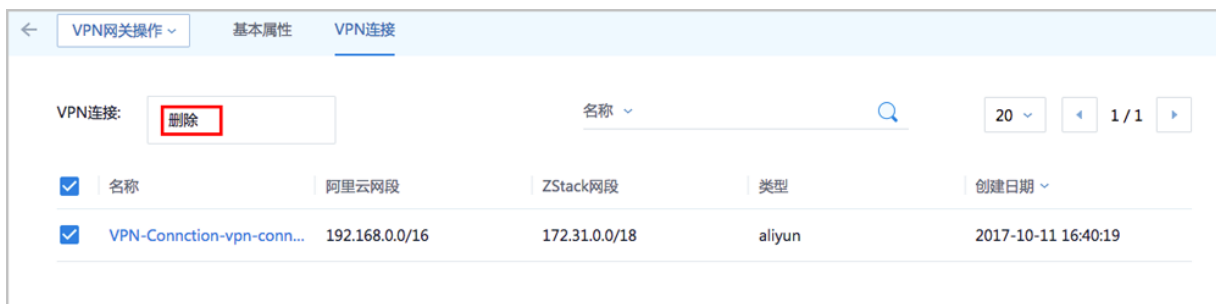 VPN网关操作 基本属性 VPN连接
VPN连接: 删除 名称 20 1 / 1
名称 阿里云网段 ZStack网段 类型 创建日期
VPN-Connction-vpn-conn... 192.168.0.0/16 172.31.0.0/18 aliyun 2017-10-11 16:40:19